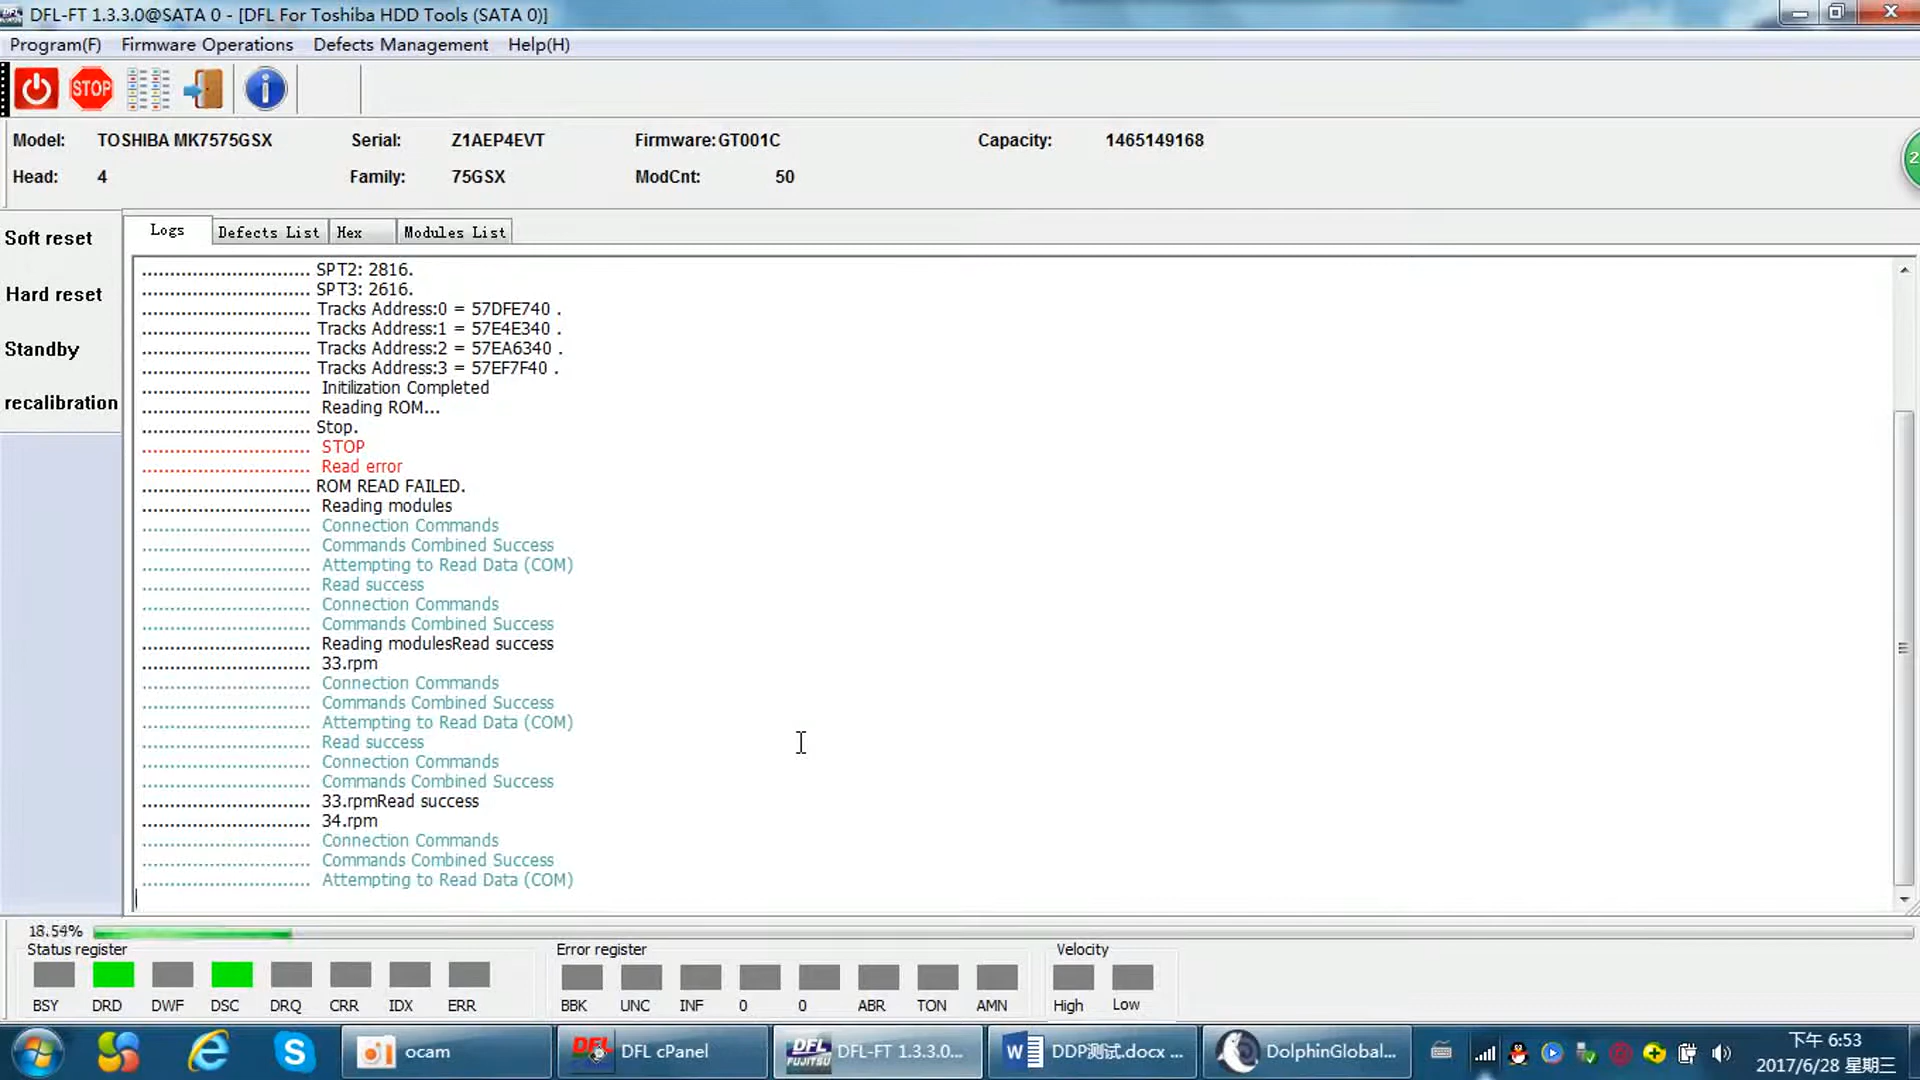 DFL-FT 1.3.3.0@SATA 0 - [DFL For Toshiba HDD Tools (SATA 0)]
Program(F) Firmware Operations Defects Management Help(H)
STOP
Model: TOSHIBA MK7575GSX Serial: Z1AEP4EVT Firmware: GT001C Capacity: 1465149168
Head: 4 Family: 75GSX ModCnt: 50
Soft reset
Hard reset
Standby
recalibration
Logs Defects List Hex Modules List
.............................. SPT2: 2816.
.............................. SPT3: 2616.
.............................. Tracks Address:0 = 57DFE740 .
.............................. Tracks Address:1 = 57E4E340 .
.............................. Tracks Address:2 = 57EA6340 .
.............................. Tracks Address:3 = 57EF7F40 .
.............................. Initilization Completed
.............................. Reading ROM...
.............................. Stop.
.............................. STOP
.............................. Read error
.............................. ROM READ FAILED.
.............................. Reading modules
.............................. Connection Commands
.............................. Commands Combined Success
.............................. Attempting to Read Data (COM)
.............................. Read success
.............................. Connection Commands
.............................. Commands Combined Success
.............................. Reading modulesRead success
.............................. 33.rpm
.............................. Connection Commands
.............................. Commands Combined Success
.............................. Attempting to Read Data (COM)
.............................. Read success
.............................. Connection Commands
.............................. Commands Combined Success
.............................. 33.rpmRead success
.............................. 34.rpm
.............................. Connection Commands
.............................. Commands Combined Success
.............................. Attempting to Read Data (COM)
18.54%
Status register Error register Velocity
BSY DRD DWF DSC DRQ CRR IDX ERR BBK UNC INF 0 0 ABR TON AMN High Low
ocam DFL cPanel DFL-FT 1.3.3.0... DDP测试.docx ... DolphinGlobal...
下午 6:53
2017/6/28 星期三